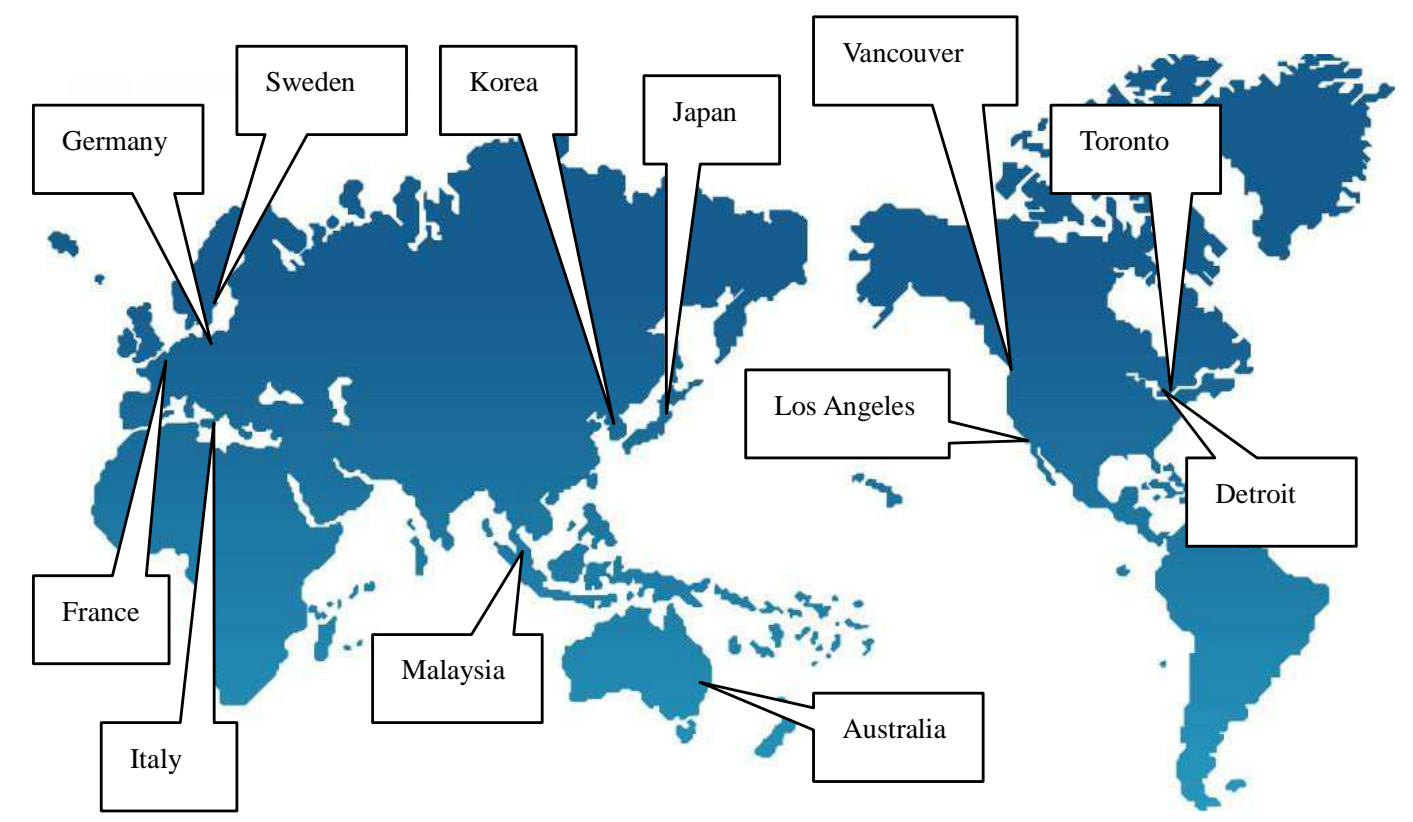 Vancouver
Sweden
Korea
Japan
Germany
Toronto
Los Angeles
Detroit
France
Malaysia
Australia
Italy